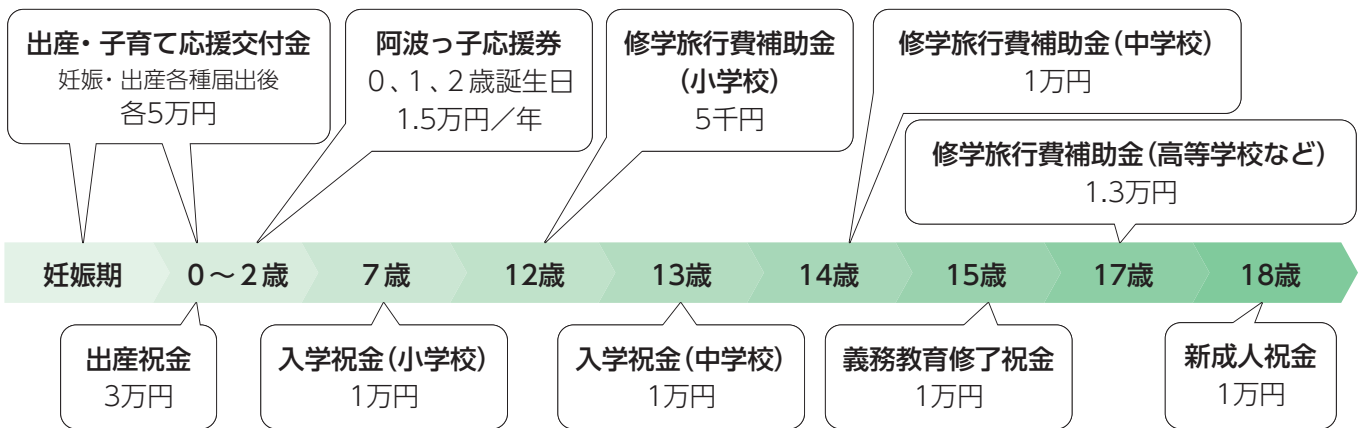 出産・子育て応援交付金
妊娠・出産各種届出後
各5万円
阿波っ子応援券
0、1、2歳誕生日
1.5万円／年
修学旅行費補助金
(小学校)
5千円
修学旅行費補助金(中学校)
1万円
修学旅行費補助金(高等学校など)
1.3万円
妊娠期
0～2歳
7歳
12歳
13歳
14歳
15歳
17歳
18歳
出産祝金
3万円
入学祝金(小学校)
1万円
入学祝金(中学校)
1万円
義務教育修了祝金
1万円
新成人祝金
1万円